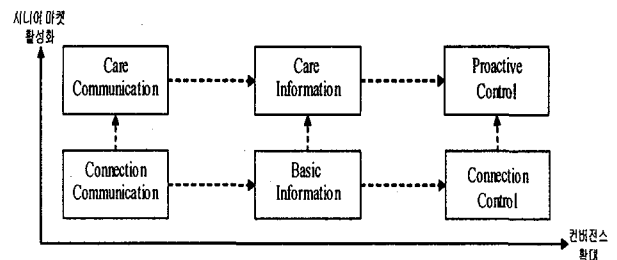 시니어 마켓
활성화
Care
Communication
Care
Information
Proactive
Control
Connection
Communication
Basic
Information
Connection
Control
컨버전스
확대